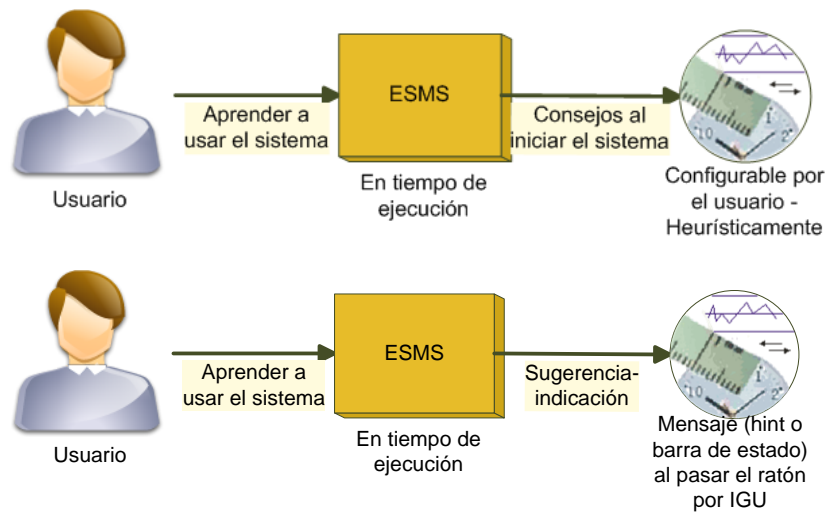 ESMS
Aprender a
usar el sistema
Consejos al
iniciar el sistema
Usuario
En tiempo de
ejecución
Configurable por
el usuario -
Heurísticamente
ESMS
Aprender a
usar el sistema
Sugerencia-
indicación
Usuario
En tiempo de
ejecución
Mensaje (hint o
barra de estado)
al pasar el ratón
por IGU